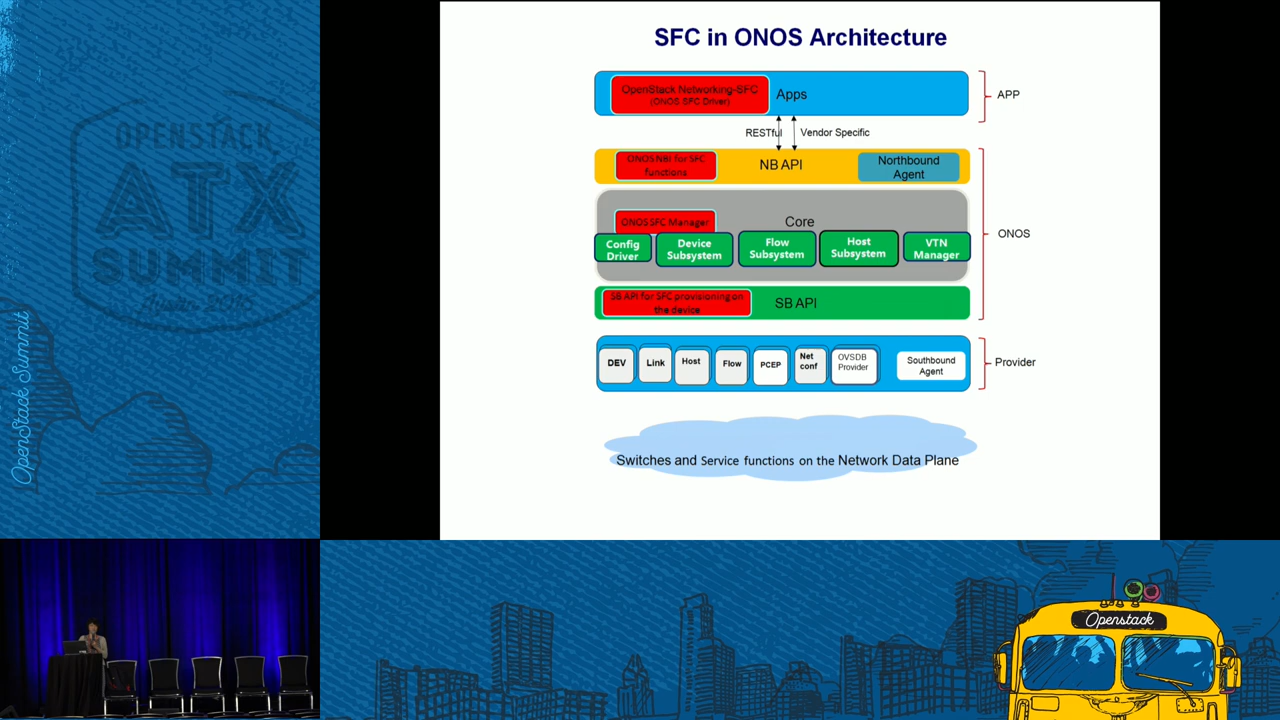 SFC in ONOS Architecture
OpenStack Networking-SFC
(ONOS SFC Driver)
Apps
APP
RESTful
Vendor Specific
ONOS NBI for SFC
functions
NB API
Northbound
Agent
ONOS SFC Manager
Core
ONOS
Config
Driver
Device
Subsystem
Flow
Subsystem
Host
Subsystem
VTN
Manager
SB API for SFC provisioning on
the device
SB API
DEV
Link
Host
Flow
PCEP
Net
conf
OVSDB
Provider
Southbound
Agent
Provider
Switches and Service functions on the Network Data Plane
OPENSTACK
ATX
SUMMIT
OpenStack Summit
Openstack